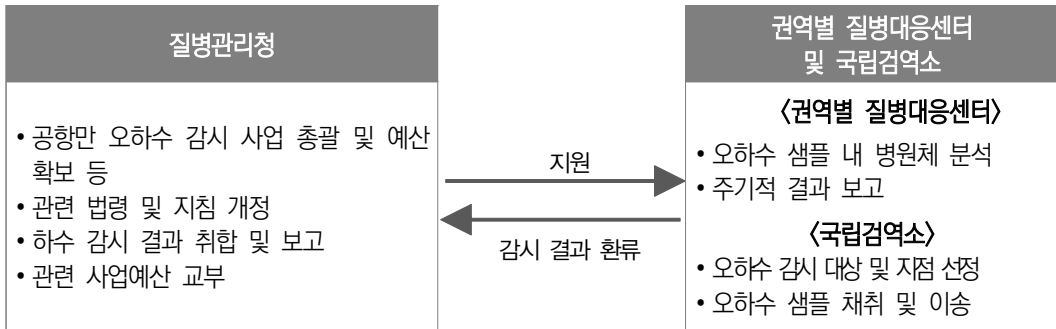 질병관리청
• 공항만 오하수 감시 사업 총괄 및 예산
확보 등
• 관련 법령 및 지침 개정
• 하수 감시 결과 취합 및 보고
• 관련 사업예산 교부
지원
감시 결과 환류
권역별 질병대응센터
및 국립검역소
<권역별 질병대응센터>
• 오하수 샘플 내 병원체 분석
• 주기적 결과 보고
<국립검역소>
• 오하수 감시 대상 및 지점 선정
• 오하수 샘플 채취 및 이송